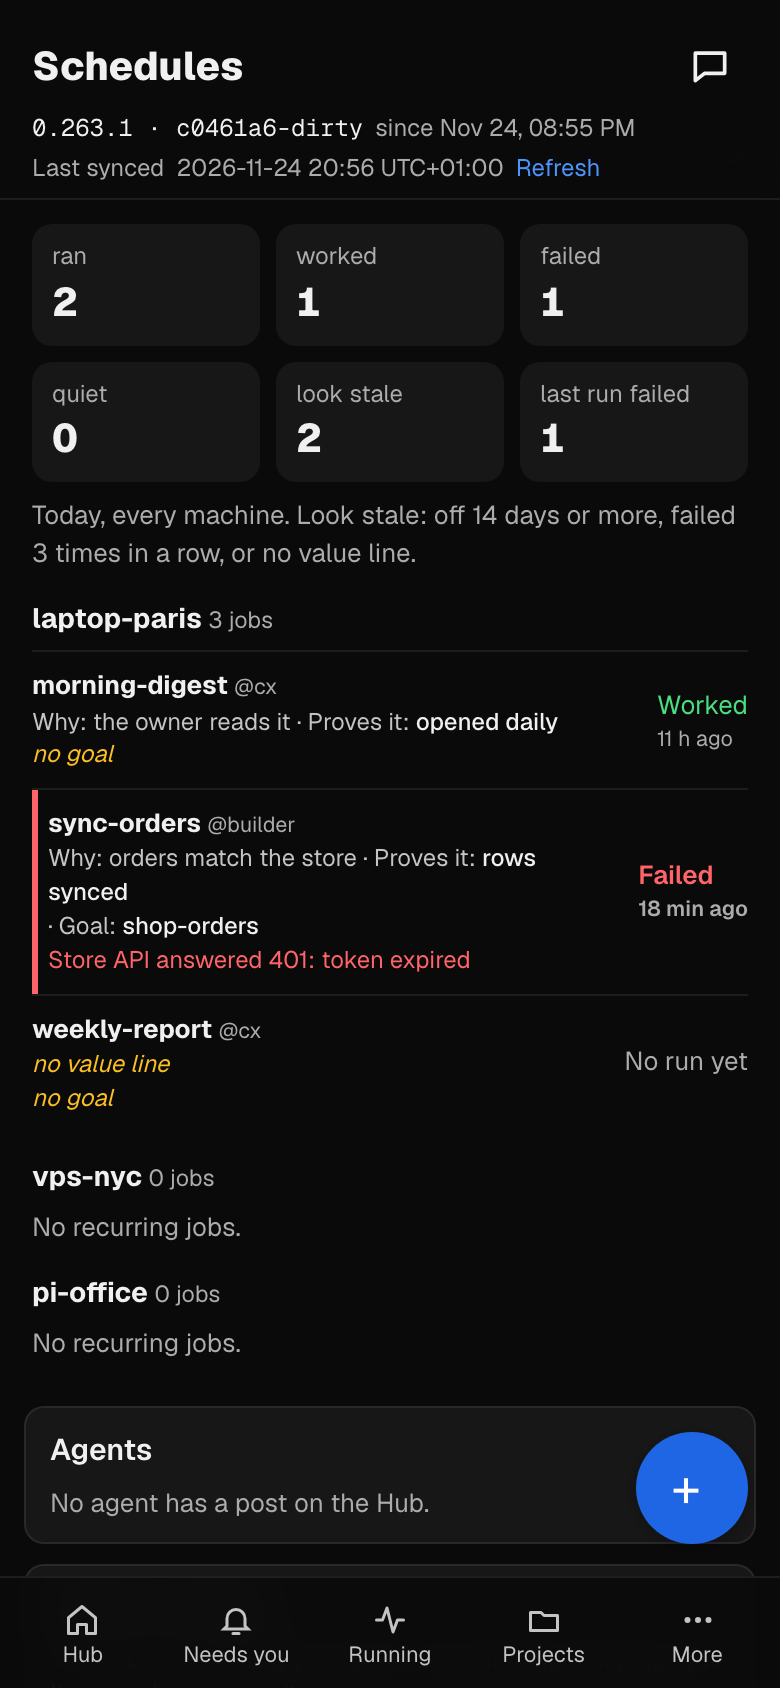 Schedules
0.263.1 · c0461a6-dirty since Nov 24, 08:55 PM
Last synced 2026-11-24 20:56 UTC+01:00 Refresh
ran
2
worked
1
failed
1
quiet
0
look stale
2
last run failed
1
Today, every machine. Look stale: off 14 days or more, failed
3 times in a row, or no value line.
laptop-paris 3 jobs
morning-digest @cx
Why: the owner reads it · Proves it: opened daily
no goal
Worked
11 h ago
sync-orders @builder
Why: orders match the store · Proves it: rows
synced
· Goal: shop-orders
Store API answered 401: token expired
Failed
18 min ago
weekly-report @cx
no value line
no goal
No run yet
vps-nyc 0 jobs
No recurring jobs.
pi-office 0 jobs
No recurring jobs.
Agents
No agent has a post on the Hub.
+
Hub
Needs you
Running
Projects
More